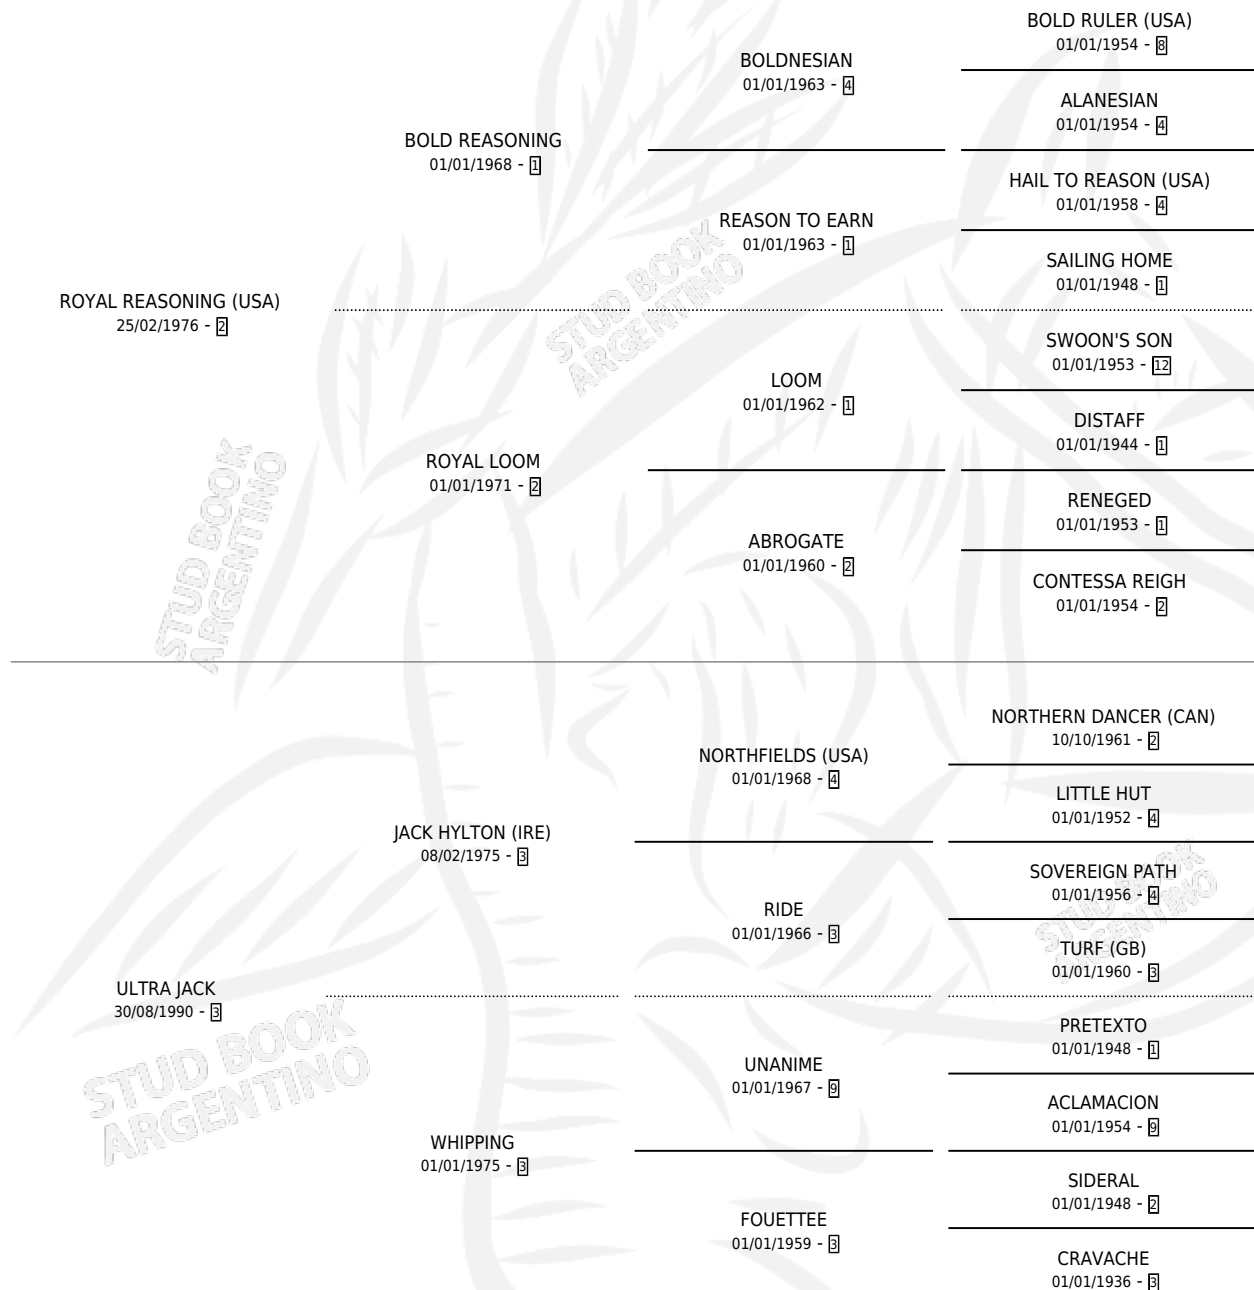 BOLD RULER (USA)
01/01/1954 - 8
BOLDNESIAN
01/01/1963 - 4
ALANESIAN
01/01/1954 - 4
BOLD REASONING
01/01/1968 - 1
HAIL TO REASON (USA)
01/01/1958 - 4
REASON TO EARN
01/01/1963 - 1
SAILING HOME
01/01/1948 - 1
ROYAL REASONING (USA)
25/02/1976 - 2
SWOON'S SON
01/01/1953 - 12
LOOM
01/01/1962 - 1
DISTAFF
01/01/1944 - 1
ROYAL LOOM
01/01/1971 - 2
RENEGED
01/01/1953 - 1
ABROGATE
01/01/1960 - 2
CONTESSA REIGH
01/01/1954 - 2
STUD BOOK
ARGENTINO
STUD BOOK
ARGENTINO
NORTHERN DANCER (CAN)
10/10/1961 - 2
NORTHFIELDS (USA)
01/01/1968 - 4
LITTLE HUT
01/01/1952 - 4
JACK HYLTON (IRE)
08/02/1975 - 3
SOVEREIGN PATH
01/01/1956 - 4
RIDE
01/01/1966 - 3
TURF (GB)
01/01/1960 - 3
STUD BOOK
ARGENTINO
ULTRA JACK
30/08/1990 - 3
PRETEXTO
01/01/1948 - 1
UNANIME
01/01/1967 - 9
ACLAMACION
01/01/1954 - 9
WHIPPING
01/01/1975 - 3
SIDERAL
01/01/1948 - 2
FOUETTEE
01/01/1959 - 3
CRAVACHE
01/01/1936 - 3
STUD BOOK
ARGENTINO